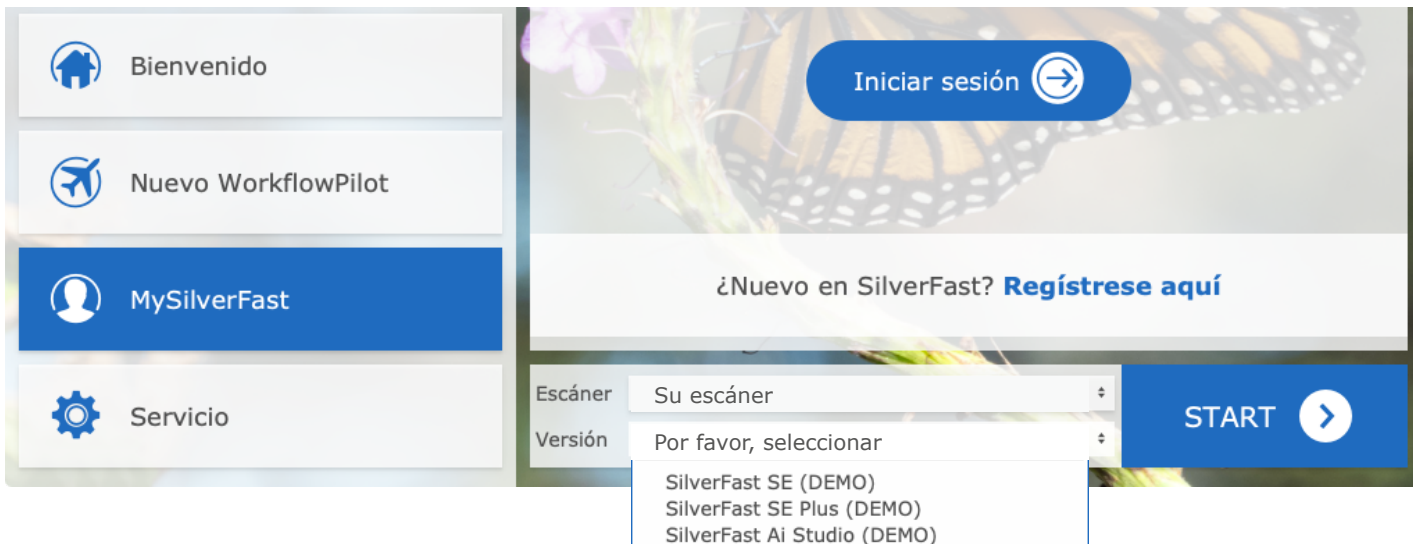 Bienvenido
Nuevo WorkflowPilot
MySilverFast
Servicio
Iniciar sesión
¿Nuevo en SilverFast? Regístrese aquí
Escáner Su escáner
Versión Por favor, seleccionar
START
SilverFast SE (DEMO)
SilverFast SE Plus (DEMO)
SilverFast Ai Studio (DEMO)